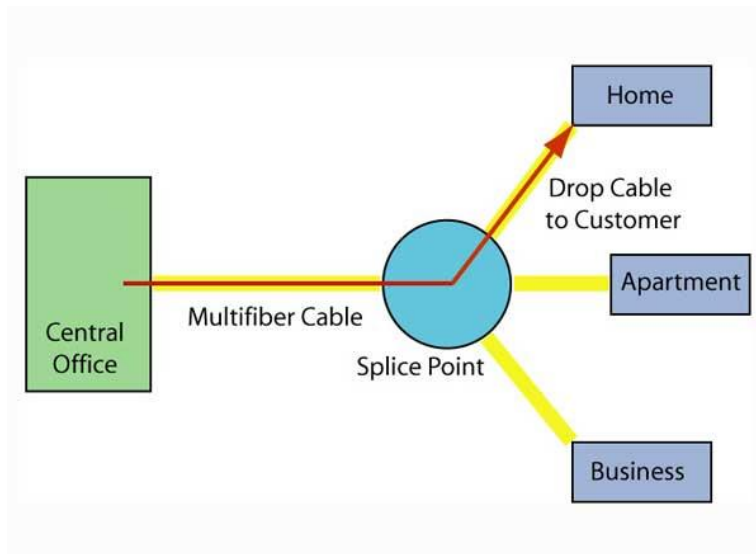 Home
Drop Cable
to Customer
Apartment
Multifiber Cable
Central
Office
Splice Point
Business